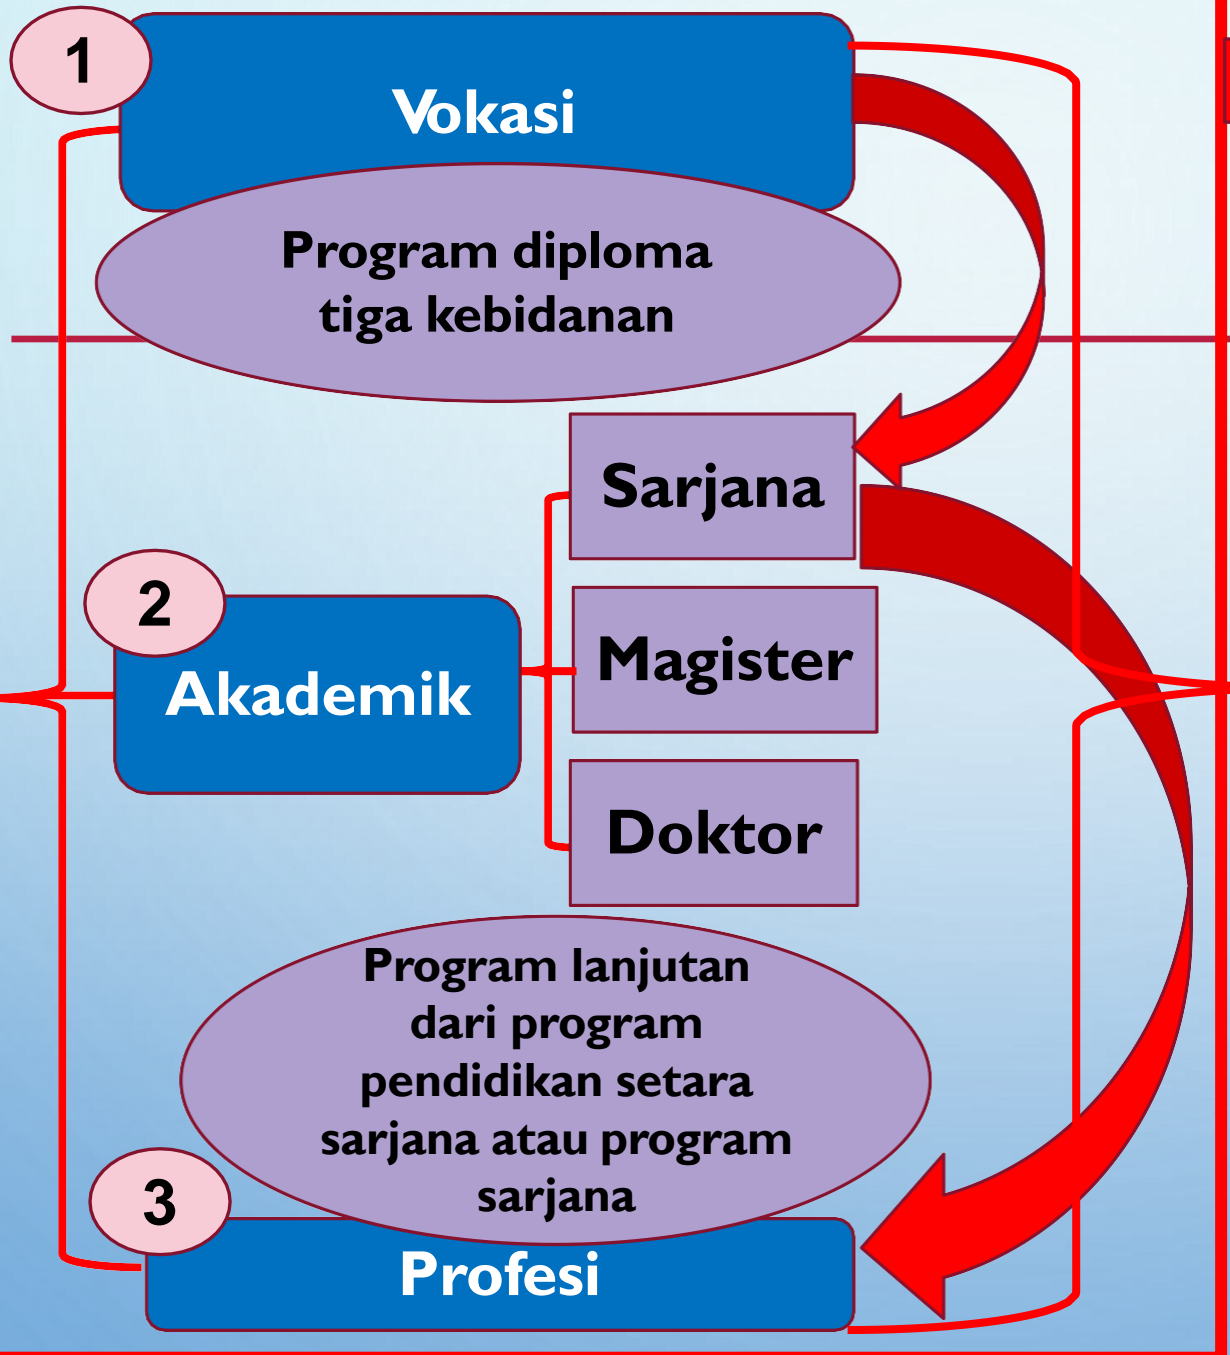 1
Vokasi
Program diploma
tiga kebidanan
Sarjana
2
Akademik
Magister
Doktor
Program lanjutan
dari program
pendidikan setara
sarjana atau program
sarjana
3
Profesi